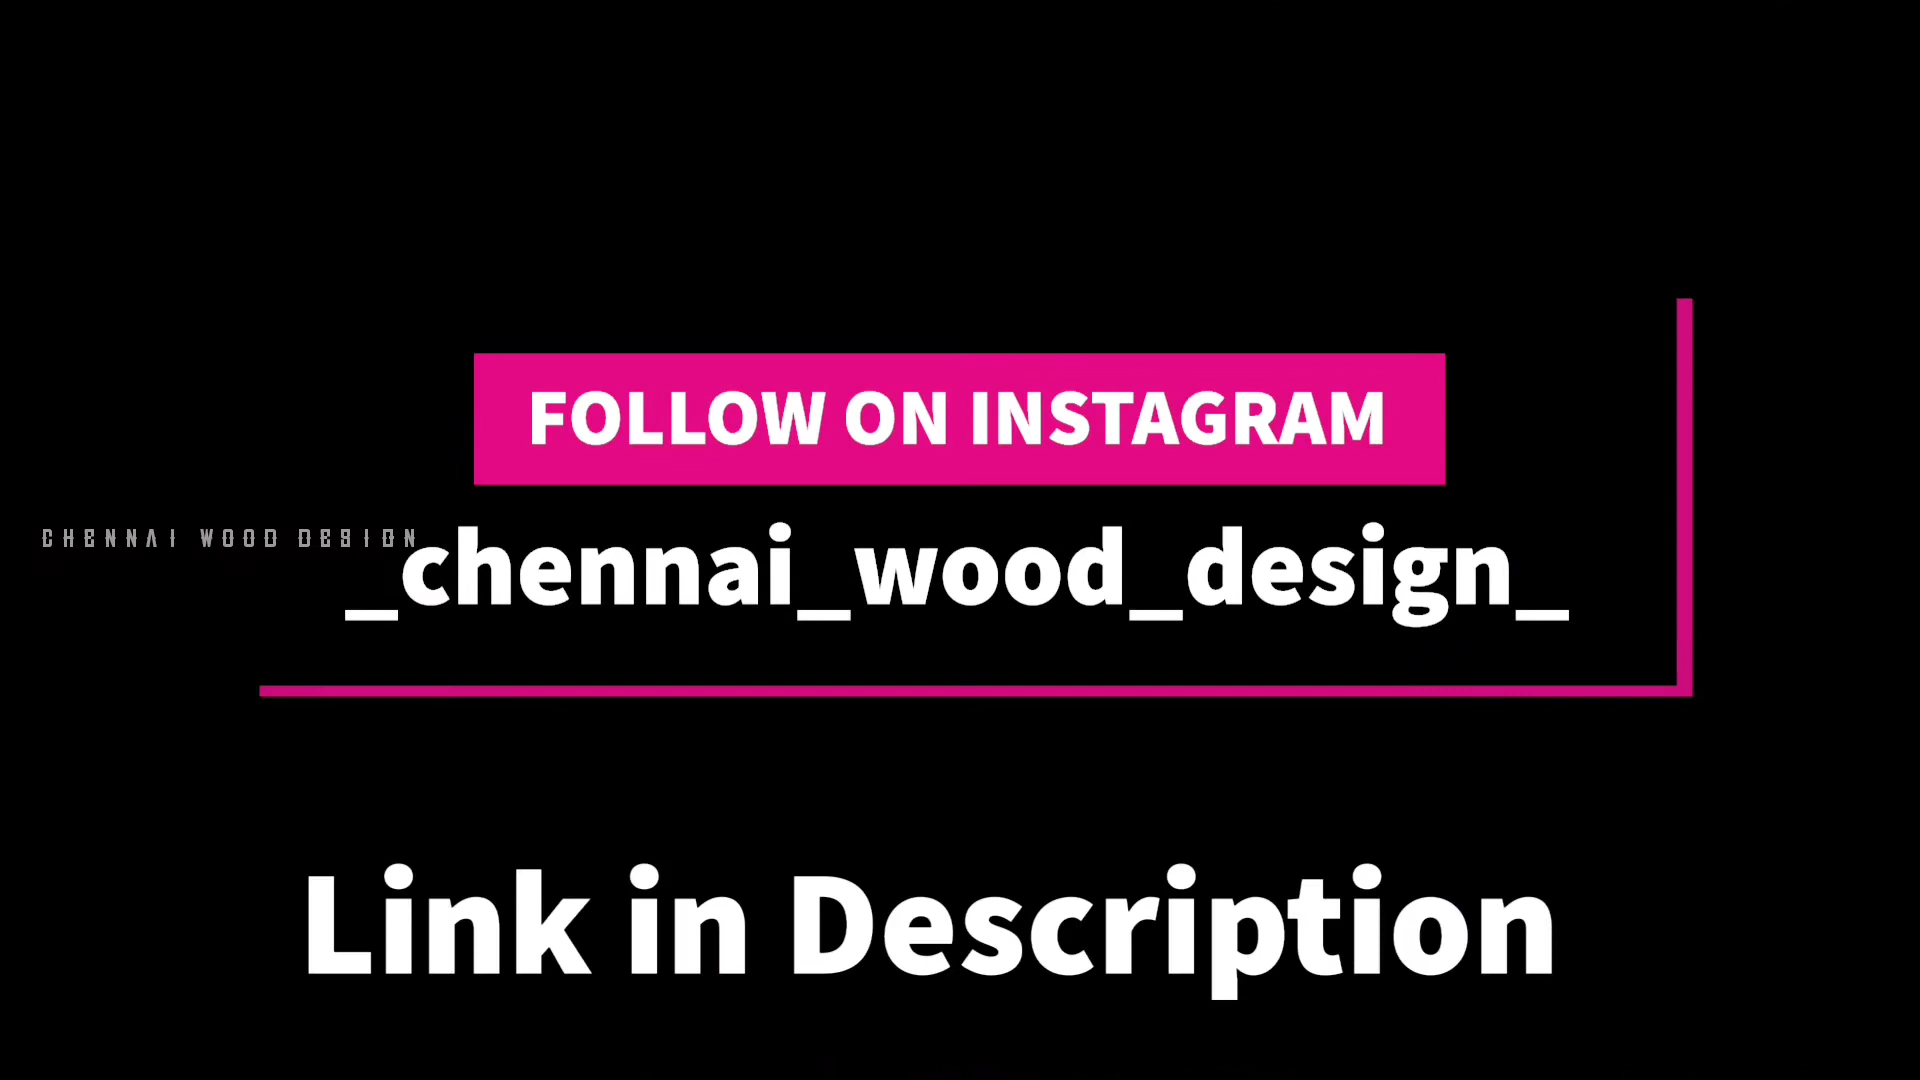 FOLLOW ON INSTAGRAM
CHENNAI WOOD DESIGN
_chennai_wood_design_
Link in Description